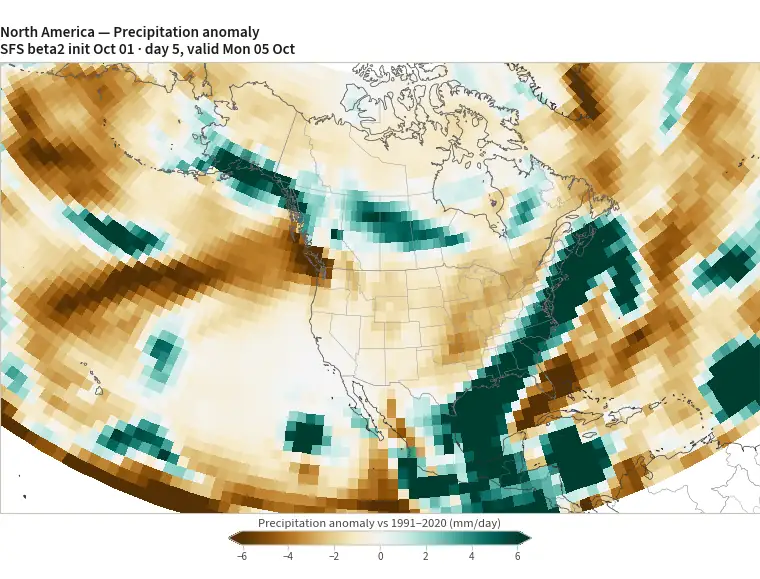 North America — Precipitation anomaly
SFS beta2 init Oct 01 · day 5, valid Mon 05 Oct
Precipitation anomaly vs 1991–2020 (mm/day)
−6 −4 −2 0 2 4 6